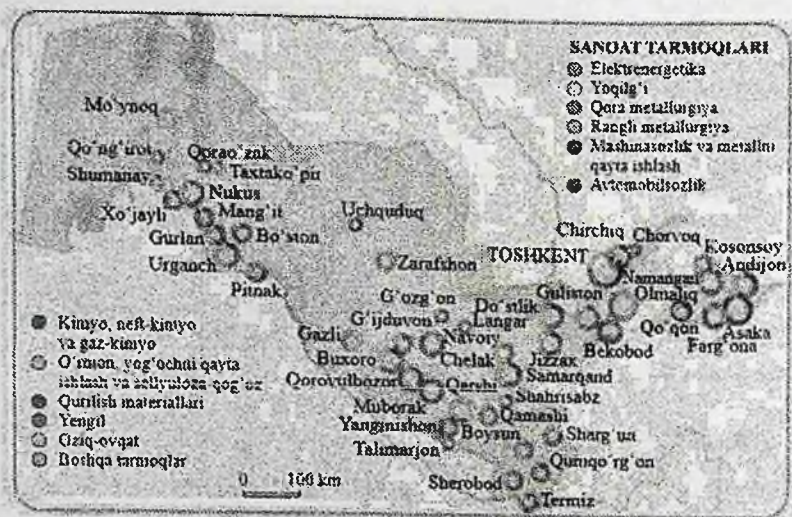 SANOAT TARMOQLARI
Elektrenergetika
Yoqilg'i
Qora metallurgiya
Rangli metallurgiya
Mashinasozlik va metallni
qayta ishlash
Avtomobilsozlik
Mo'ynoq
Qo'ng'irot
Qorao'zak
Shumanay
Taxtako'pir
Nukus
Xo'jayli
Mang'it
Uchquduq
Gurlan
Bo'ston
Chirchiq
Chorvoq
TOSHKENT
Kosonsoy
Urganch
Zarafshon
Namangan
Andijon
Pitnak
G'ozg'on
Do'stlik
Guliston
Olmaliq
G'ijduvon
Langar
Qo'qon
Asaka
Gazli
Navoiy
Farg'ona
Buxoro
Chelak
Jizzax
Bekobod
Qorovulbozor
Qarshi
Samarqand
Muborak
Shahrisabz
Qamashi
Yangnishon
Boysun
Sharg'un
Talimarjon
Qumqo'rg'on
Sherobod
Termiz
Kimyo, neft-kimyo
va gaz-kimyo
O'rmon, yog'ochni qayta
ishlash va sellyuloza-qog'oz
Qurilish materiallari
Yengil
Oziq-ovqat
Boshqa tarmoqlar
0 100 km